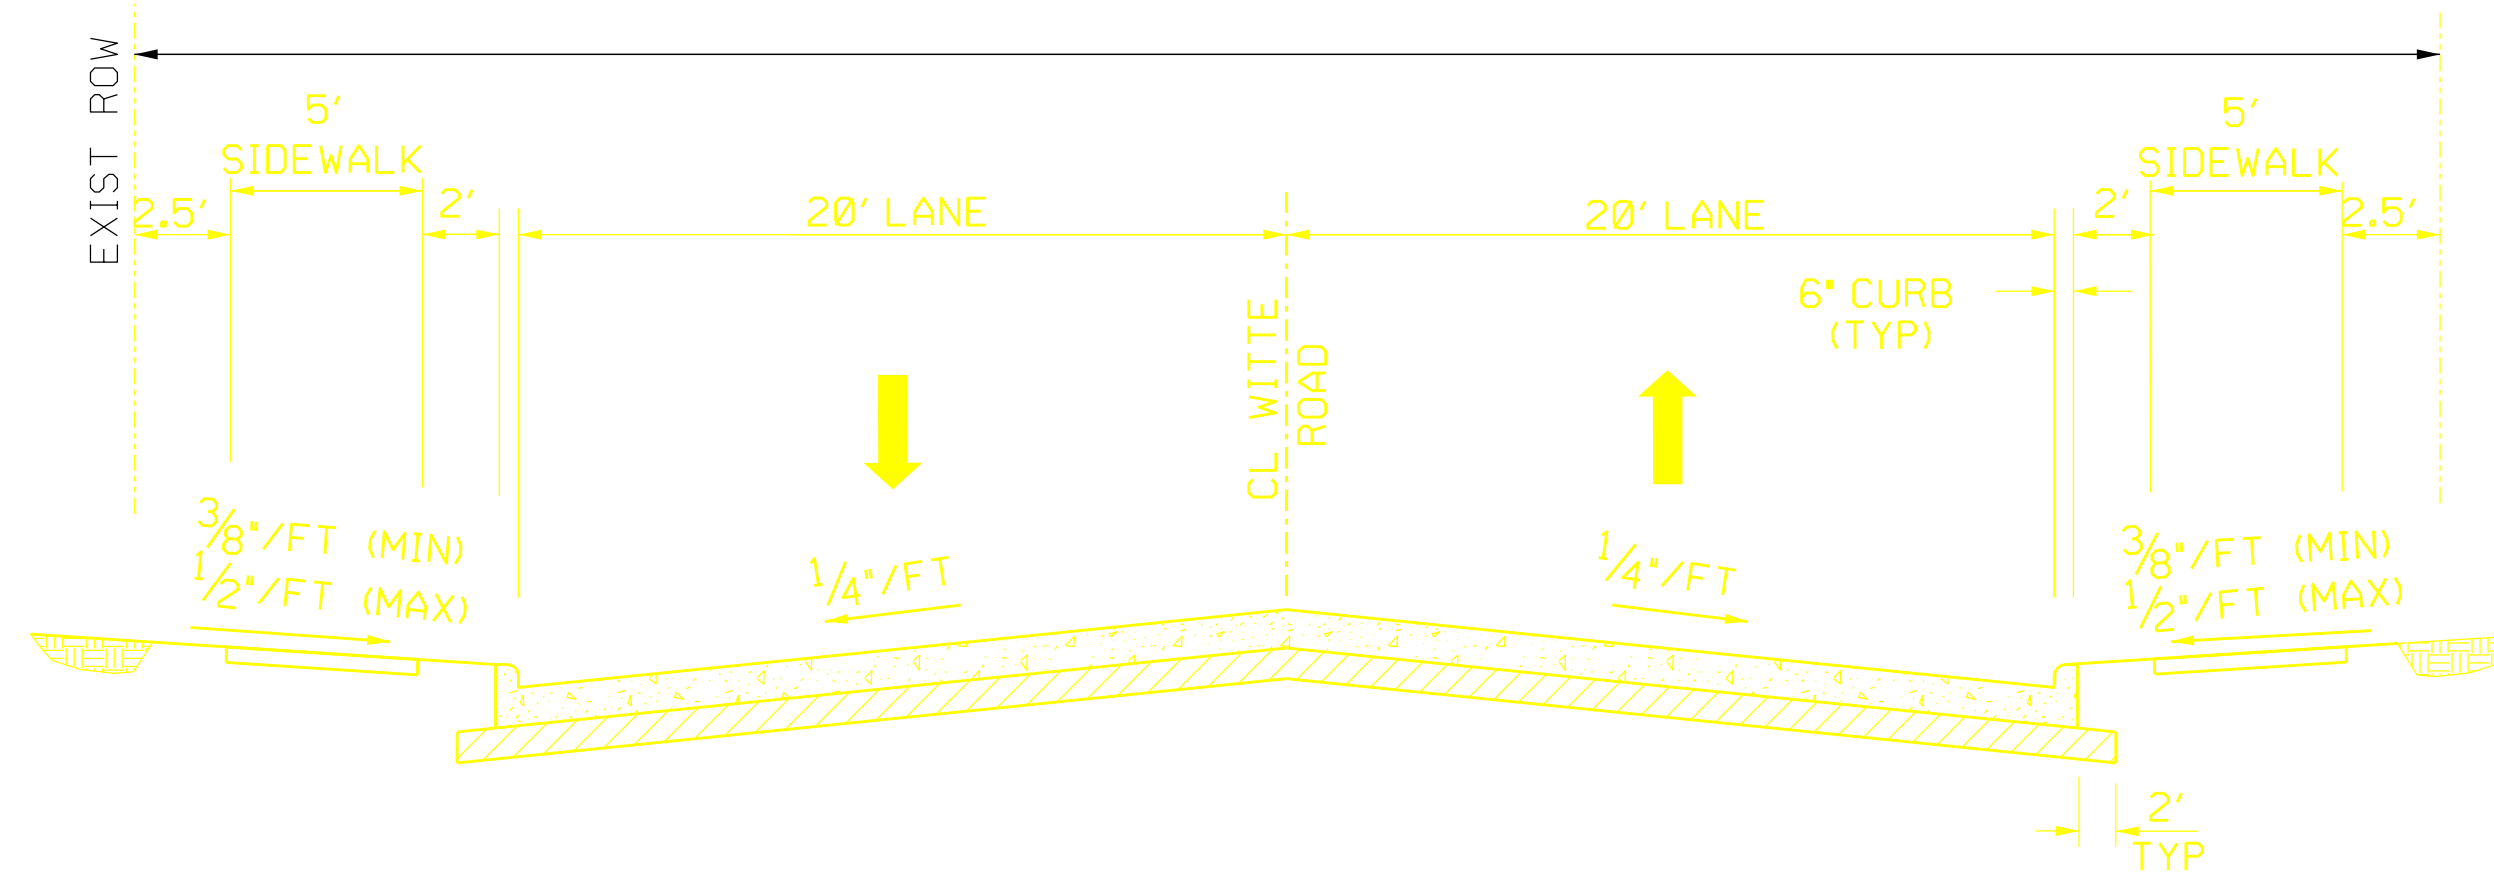 EXIST ROW
5'
SIDEWALK
2.5'
2'
20' LANE
20' LANE
2'
5'
SIDEWALK
2.5'
6" CURB
(TYP)
CL WIITE
ROAD
3/8"/FT (MIN)
1/2"/FT (MAX)
1/4"/FT
1/4"/FT
3/8"/FT (MIN)
1/2"/FT (MAX)
2'
TYP